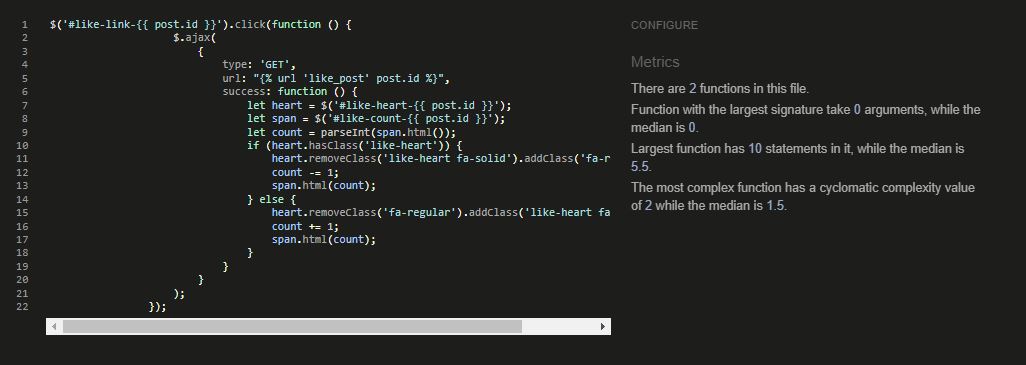 1 $('#like-link-{{ post.id }}').click(function () {
2 $.ajax(
3 {
4 type: 'GET',
5 url: "{% url 'like_post' post.id %}",
6 success: function () {
7 let heart = $('#like-heart-{{ post.id }}');
8 let span = $('#like-count-{{ post.id }}');
9 let count = parseInt(span.html());
10 if (heart.hasClass('like-heart')) {
11 heart.removeClass('like-heart fa-solid').addClass('fa-r
12 count -= 1;
13 span.html(count);
14 } else {
15 heart.removeClass('fa-regular').addClass('like-heart fa
16 count += 1;
17 span.html(count);
18 }
19 }
20 }
21 );
22 });
CONFIGURE
Metrics
There are 2 functions in this file.
Function with the largest signature take 0 arguments, while the
median is 0.
Largest function has 10 statements in it, while the median is
5.5.
The most complex function has a cyclomatic complexity value
of 2 while the median is 1.5.